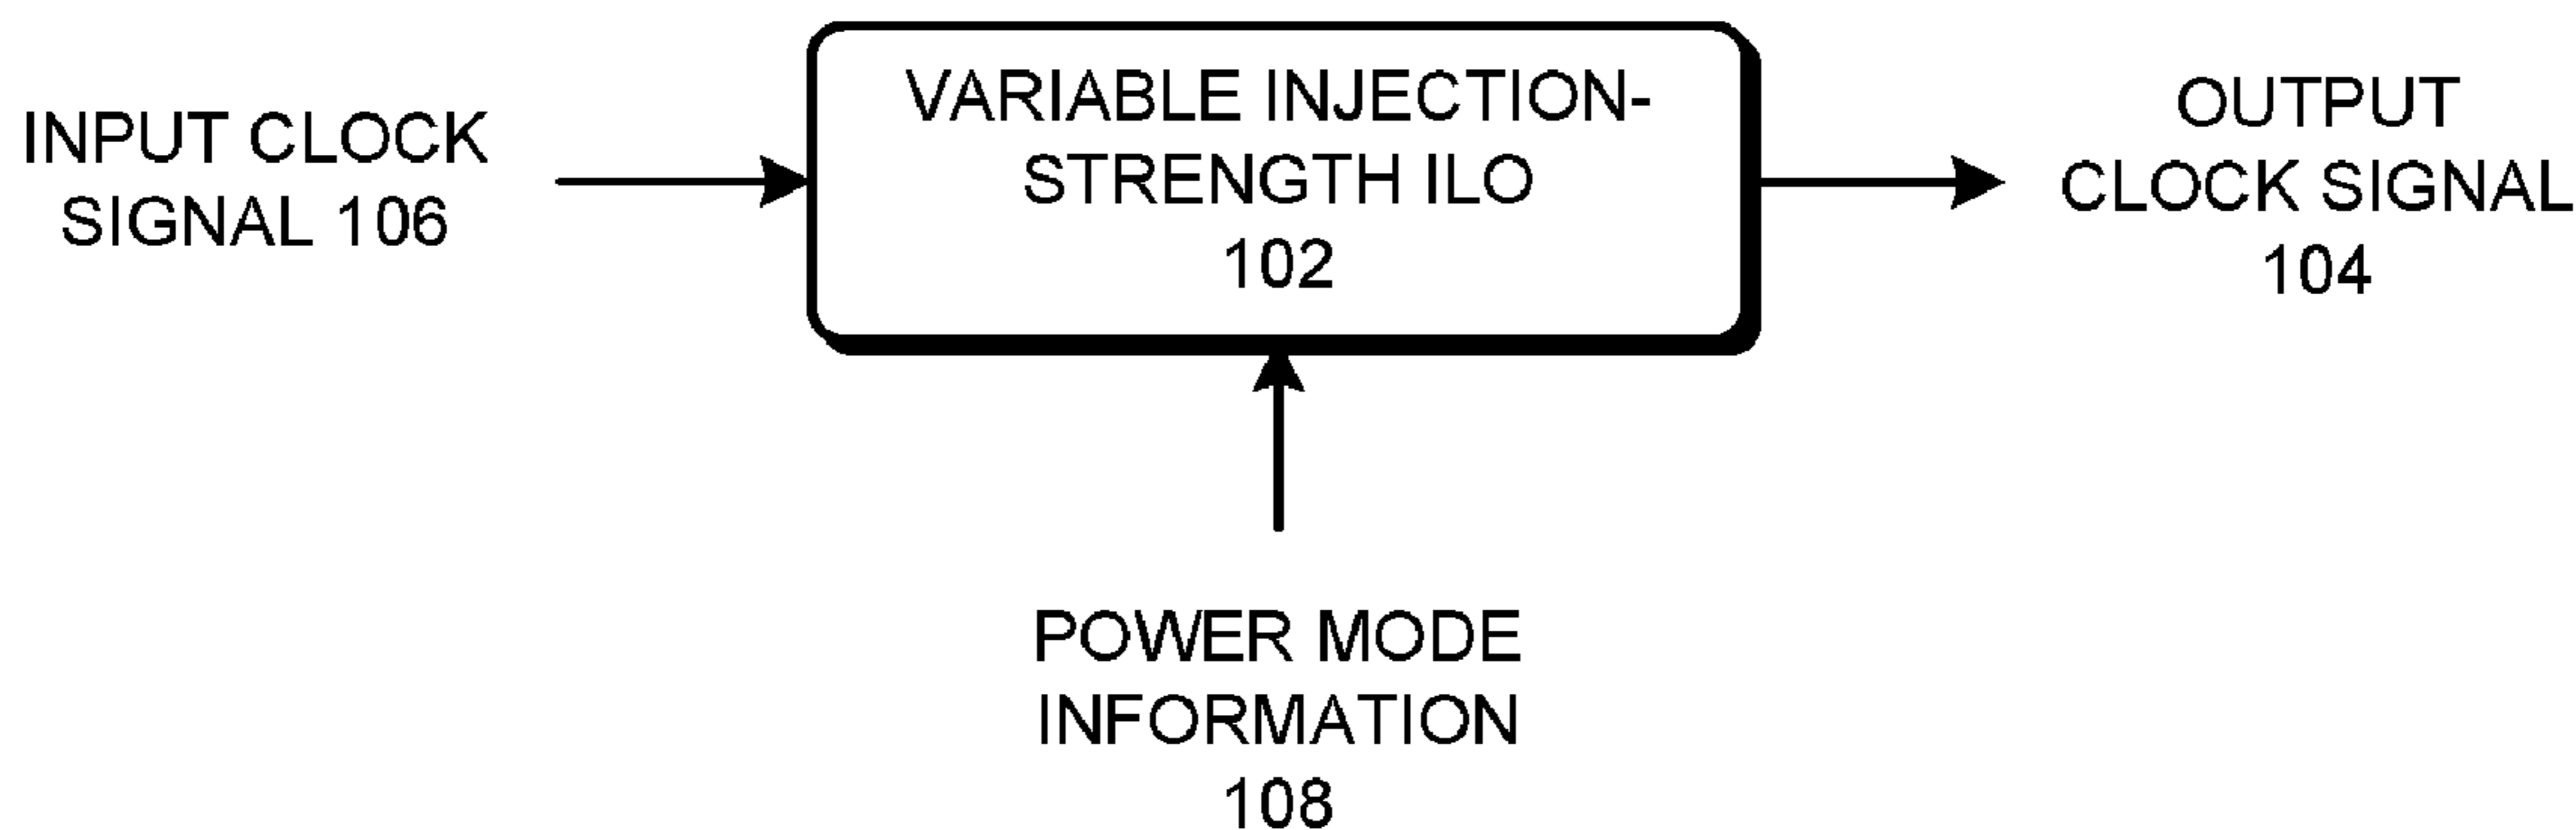 INPUT CLOCK
SIGNAL 106
VARIABLE INJECTION-
STRENGTH ILO
102
OUTPUT
CLOCK SIGNAL
104
POWER MODE
INFORMATION
108